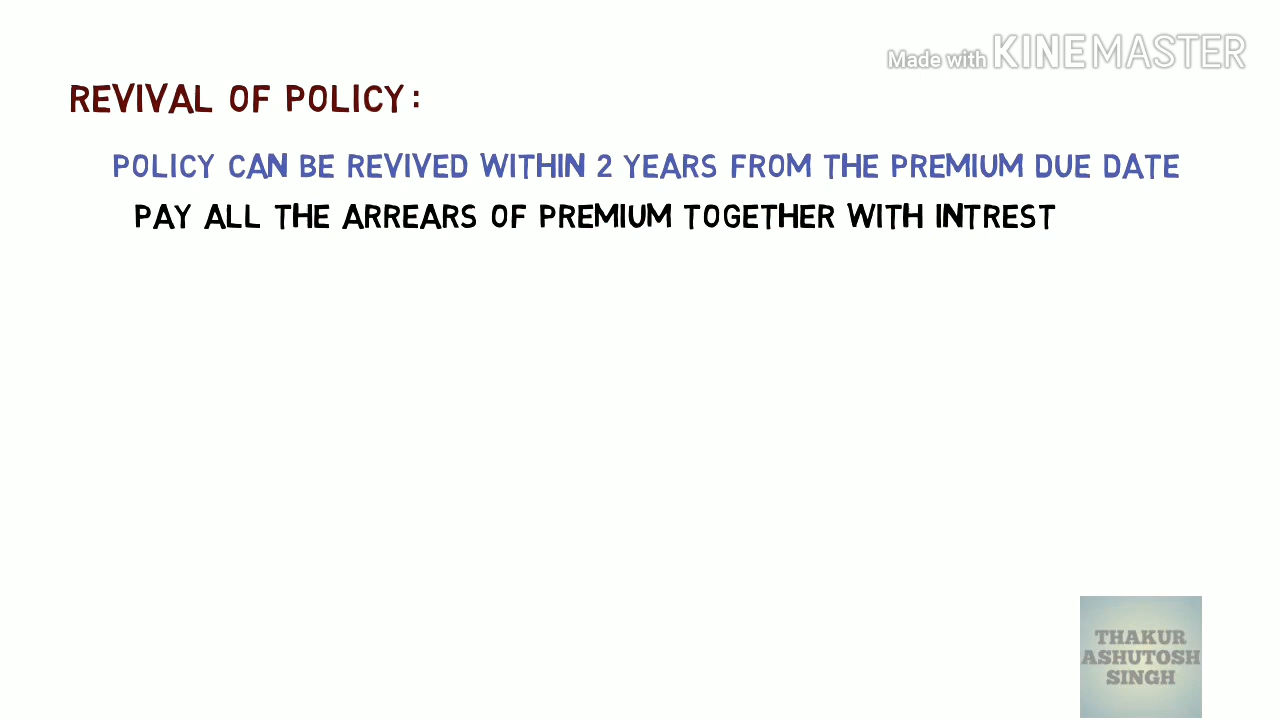 Made with KINEMASTER
REVIVAL OF POLICY:
POLICY CAN BE REVIVED WITHIN 2 YEARS FROM THE PREMIUM DUE DATE
PAY ALL THE ARREARS OF PREMIUM TOGETHER WITH INTREST
THAKUR
ASHUTOSH
SINGH